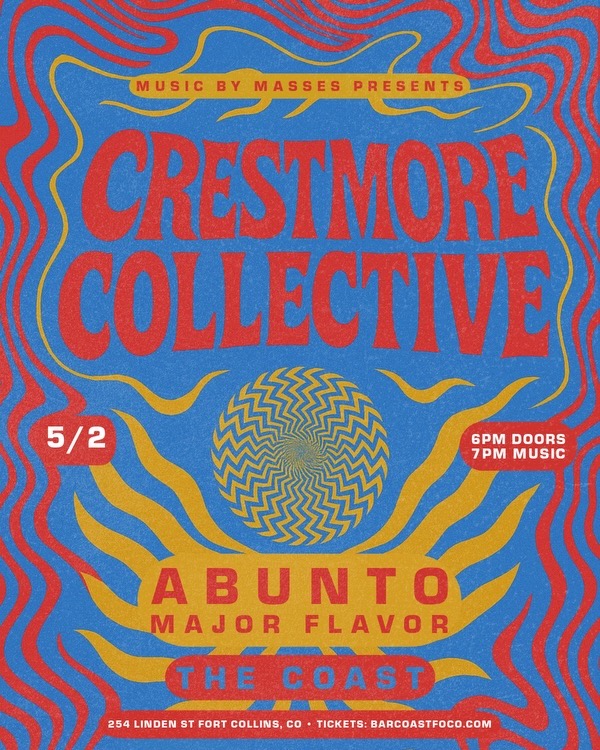 MUSIC BY MASSES PRESENTS
CRESTMORE
COLLECTIVE
5/2
6PM DOORS
7PM MUSIC
ABUNTO
MAJOR FLAVOR
THE COAST
254 LINDEN ST FORT COLLINS, CO • TICKETS: BARCOASTFOCO.COM